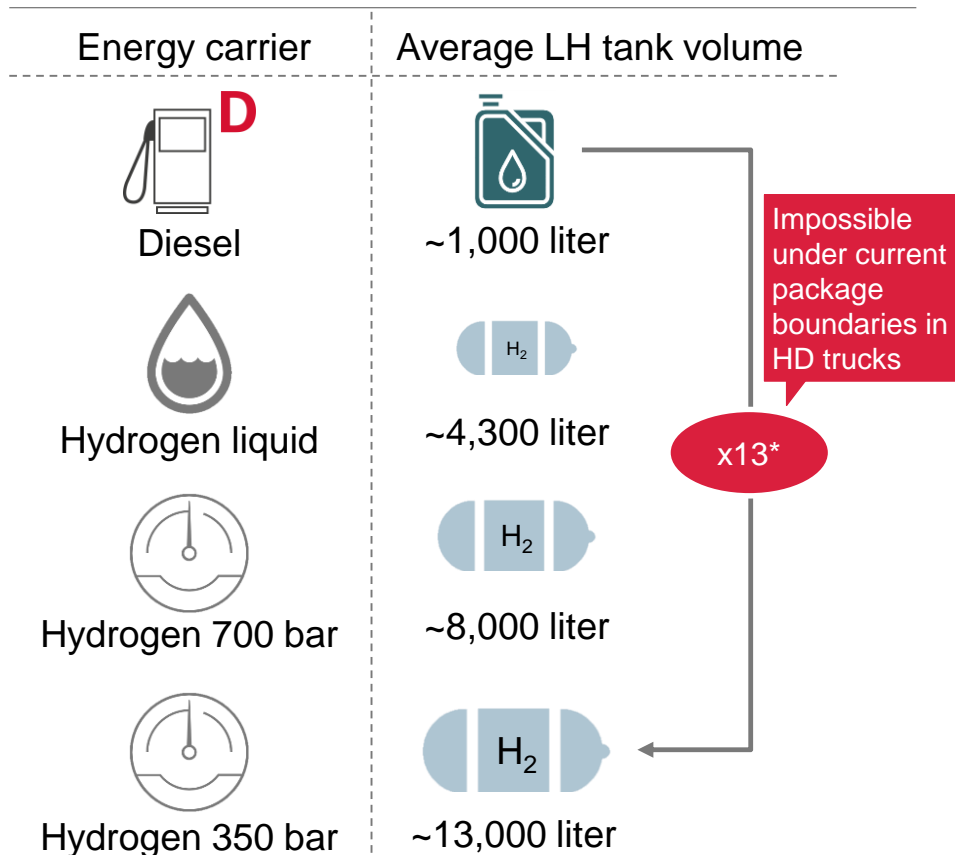 Energy carrier
Average LH tank volume
D
Diesel
~1,000 liter
Impossible
under current
package
boundaries in
HD trucks
Hydrogen liquid
H₂
~4,300 liter
x13*
Hydrogen 700 bar
H₂
~8,000 liter
Hydrogen 350 bar
H₂
~13,000 liter